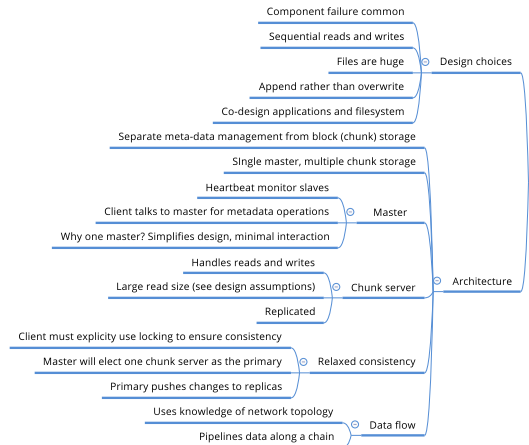 Component failure common
Sequential reads and writes
Files are huge
Design choices
Append rather than overwrite
Co-design applications and filesystem
Separate meta-data management from block (chunk) storage
SIngle master, multiple chunk storage
Heartbeat monitor slaves
Client talks to master for metadata operations
Master
Why one master? Simplifies design, minimal interaction
Handles reads and writes
Large read size (see design assumptions)
Chunk server
Architecture
Replicated
Client must explicity use locking to ensure consistency
Master will elect one chunk server as the primary
Relaxed consistency
Primary pushes changes to replicas
Uses knowledge of network topology
Data flow
Pipelines data along a chain